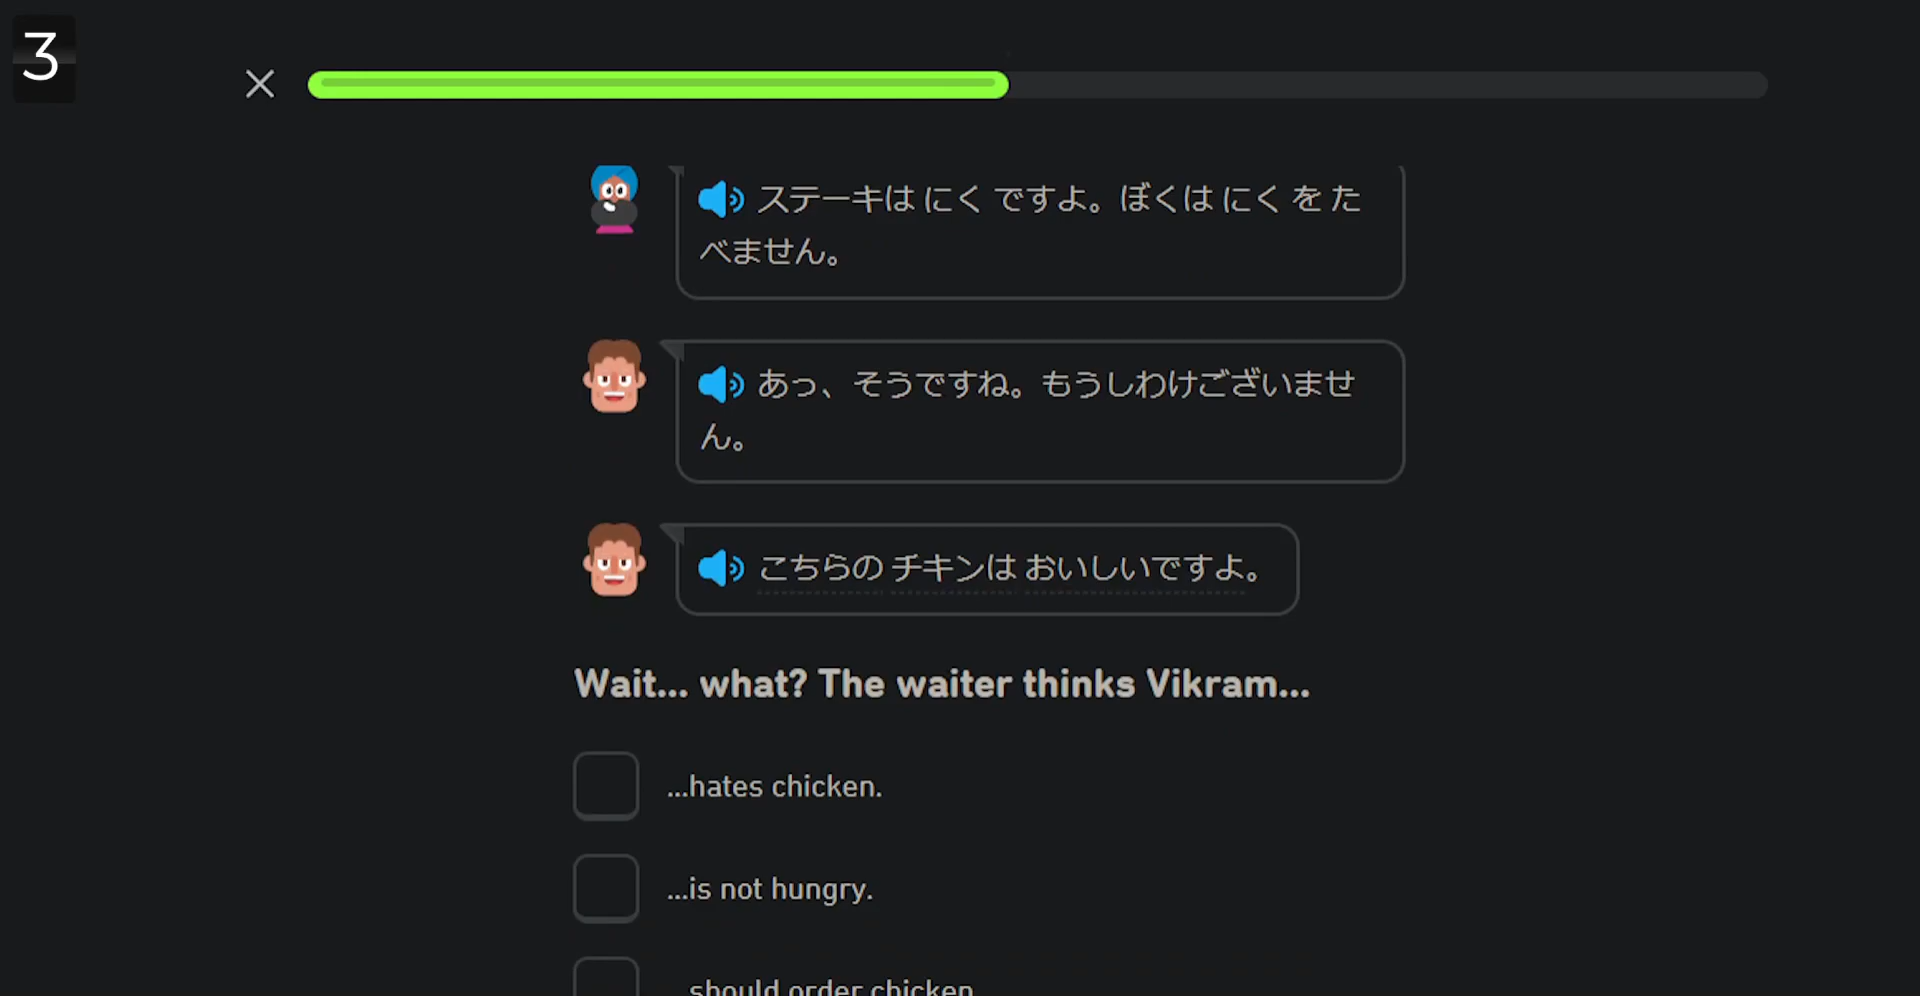 3
ステーキは にく ですよ。ぼくは にく を た
べません。
あっ、そうですね。もうしわけございませ
ん。
こちらの チキンは おいしいですよ。
Wait... what? The waiter thinks Vikram...
...hates chicken.
...is not hungry.
...should order chicken.